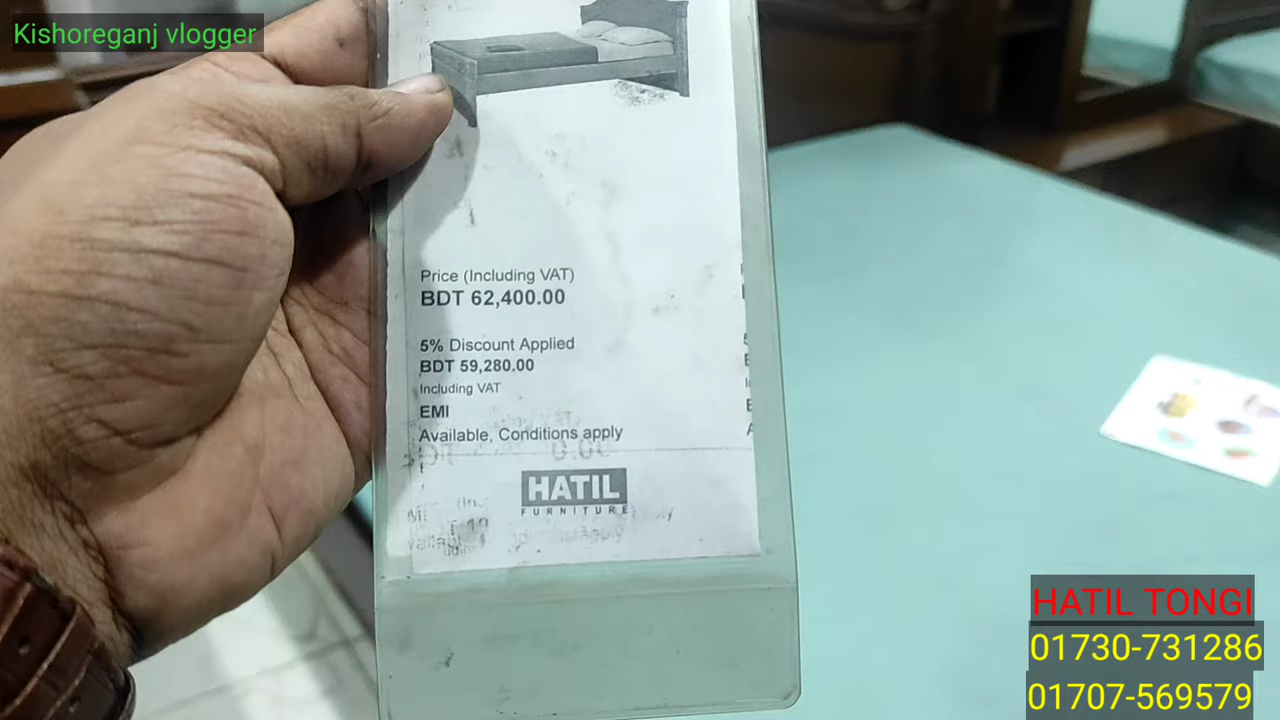 Kishoreganj vlogger
Price (Including VAT)
BDT 62,400.00
5% Discount Applied
BDT 59,280.00
Including VAT
EMI
Available, Conditions apply
HATIL
FURNITURE
HATIL TONGI
01730-731286
01707-569579